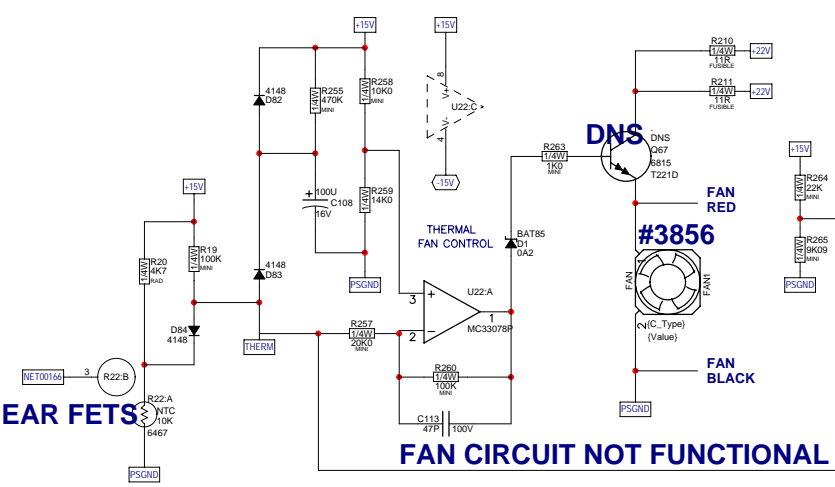 +15V
+15V
R210
1/4W
11R
FUSIBLE
+22V
R211
1/4W
11R
FUSIBLE
+22V
4148
D82
R255
1/4W
470K
MINI
R258
1/4W
10K0
MINI
8
V+
U22:C
V-
4
-15V
DNS
DNS
Q67
6815
T221D
R263
1/4W
1K0
MINI
+15V
R264
1/4W
22K
MINI
R265
1/4W
9K09
MINI
PSGND
+15V
100U
C108
16V
+
R259
1/4W
14K0
MINI
FAN
RED
R20
1/4W
4K7
RAD
R19
1/4W
100K
MINI
THERMAL
FAN CONTROL
BAT85
D1
0A2
#3856
1
FAN
FAN1
2
{C_Type}
{Value}
4148
D83
PSGND
U22:A
3
+
1
2
−
MC33078P
D84
4148
THERM
R257
1/4W
20K0
MINI
R260
1/4W
100K
MINI
FAN
BLACK
NET00166
3
R22:B
R22:A
NTC
10K
6467
EAR FETS
C113
47P
100V
PSGND
FAN CIRCUIT NOT FUNCTIONAL
PSGND